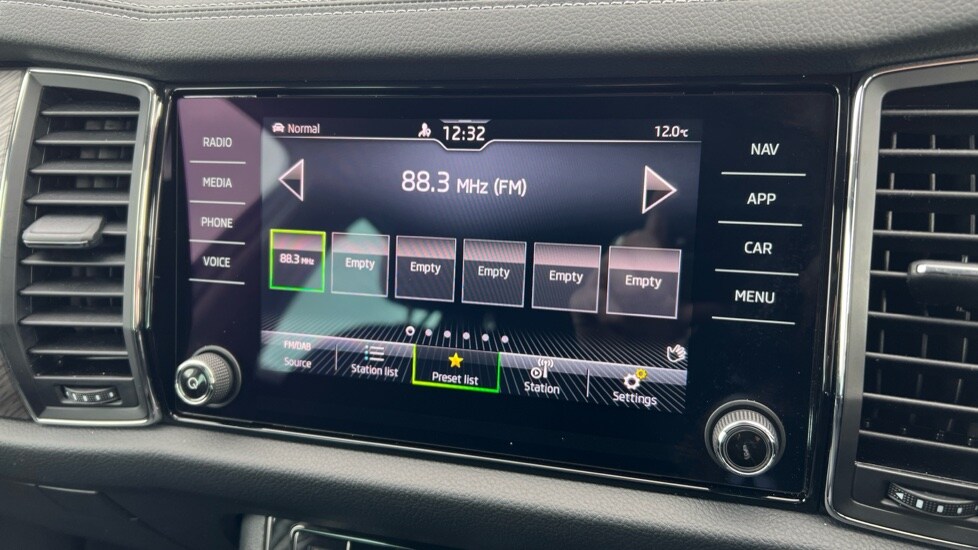 RADIO
MEDIA
PHONE
VOICE
Normal
12:32
12.0°C
88.3 MHz (FM)
88.3 MHz
Empty
Empty
Empty
Empty
Empty
FM/DAB
Source
Station list
Preset list
Station
Settings
NAV
APP
CAR
MENU